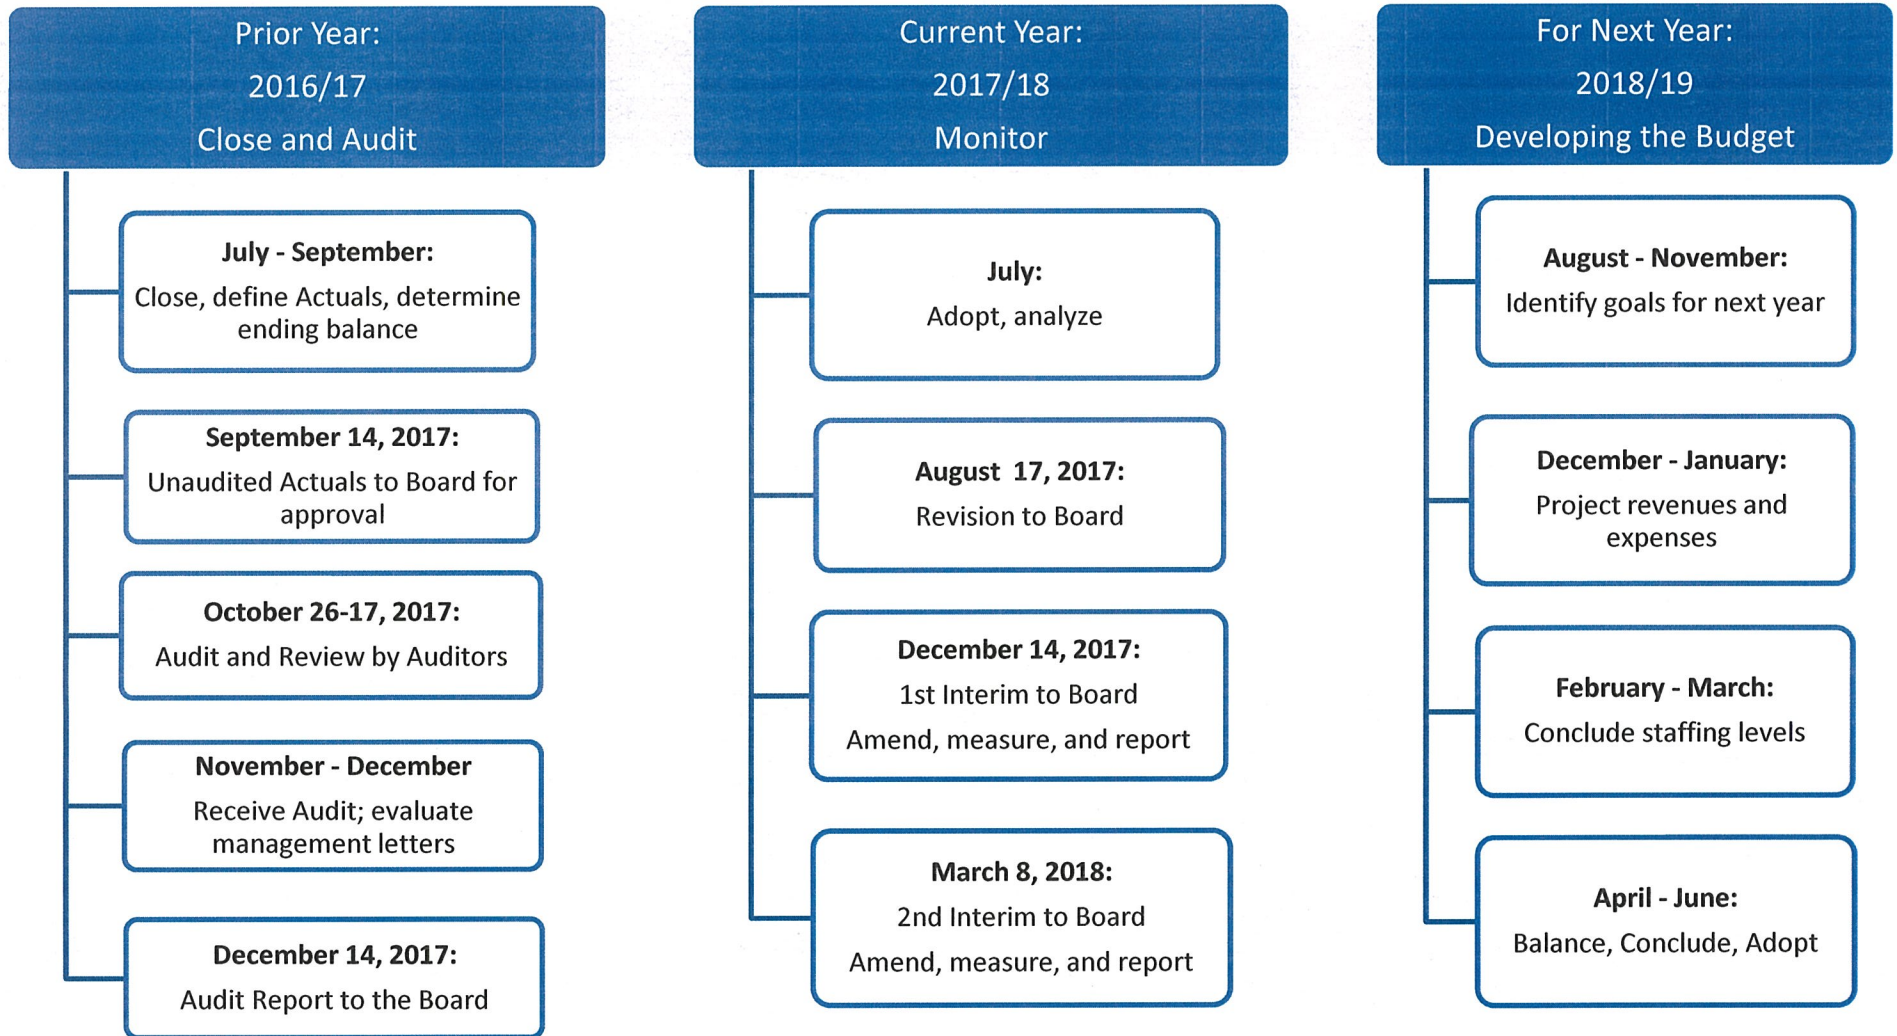 Prior Year:
2016/17
Close and Audit
July - September:
Close, define Actuals, determine
ending balance
September 14, 2017:
Unaudited Actuals to Board for
approval
October 26-17, 2017:
Audit and Review by Auditors
November - December
Receive Audit; evaluate
management letters
December 14, 2017:
Audit Report to the Board
Current Year:
2017/18
Monitor
July:
Adopt, analyze
August 17, 2017:
Revision to Board
December 14, 2017:
1st Interim to Board
Amend, measure, and report
March 8, 2018:
2nd Interim to Board
Amend, measure, and report
For Next Year:
2018/19
Developing the Budget
August - November:
Identify goals for next year
December - January:
Project revenues and
expenses
February - March:
Conclude staffing levels
April - June:
Balance, Conclude, Adopt